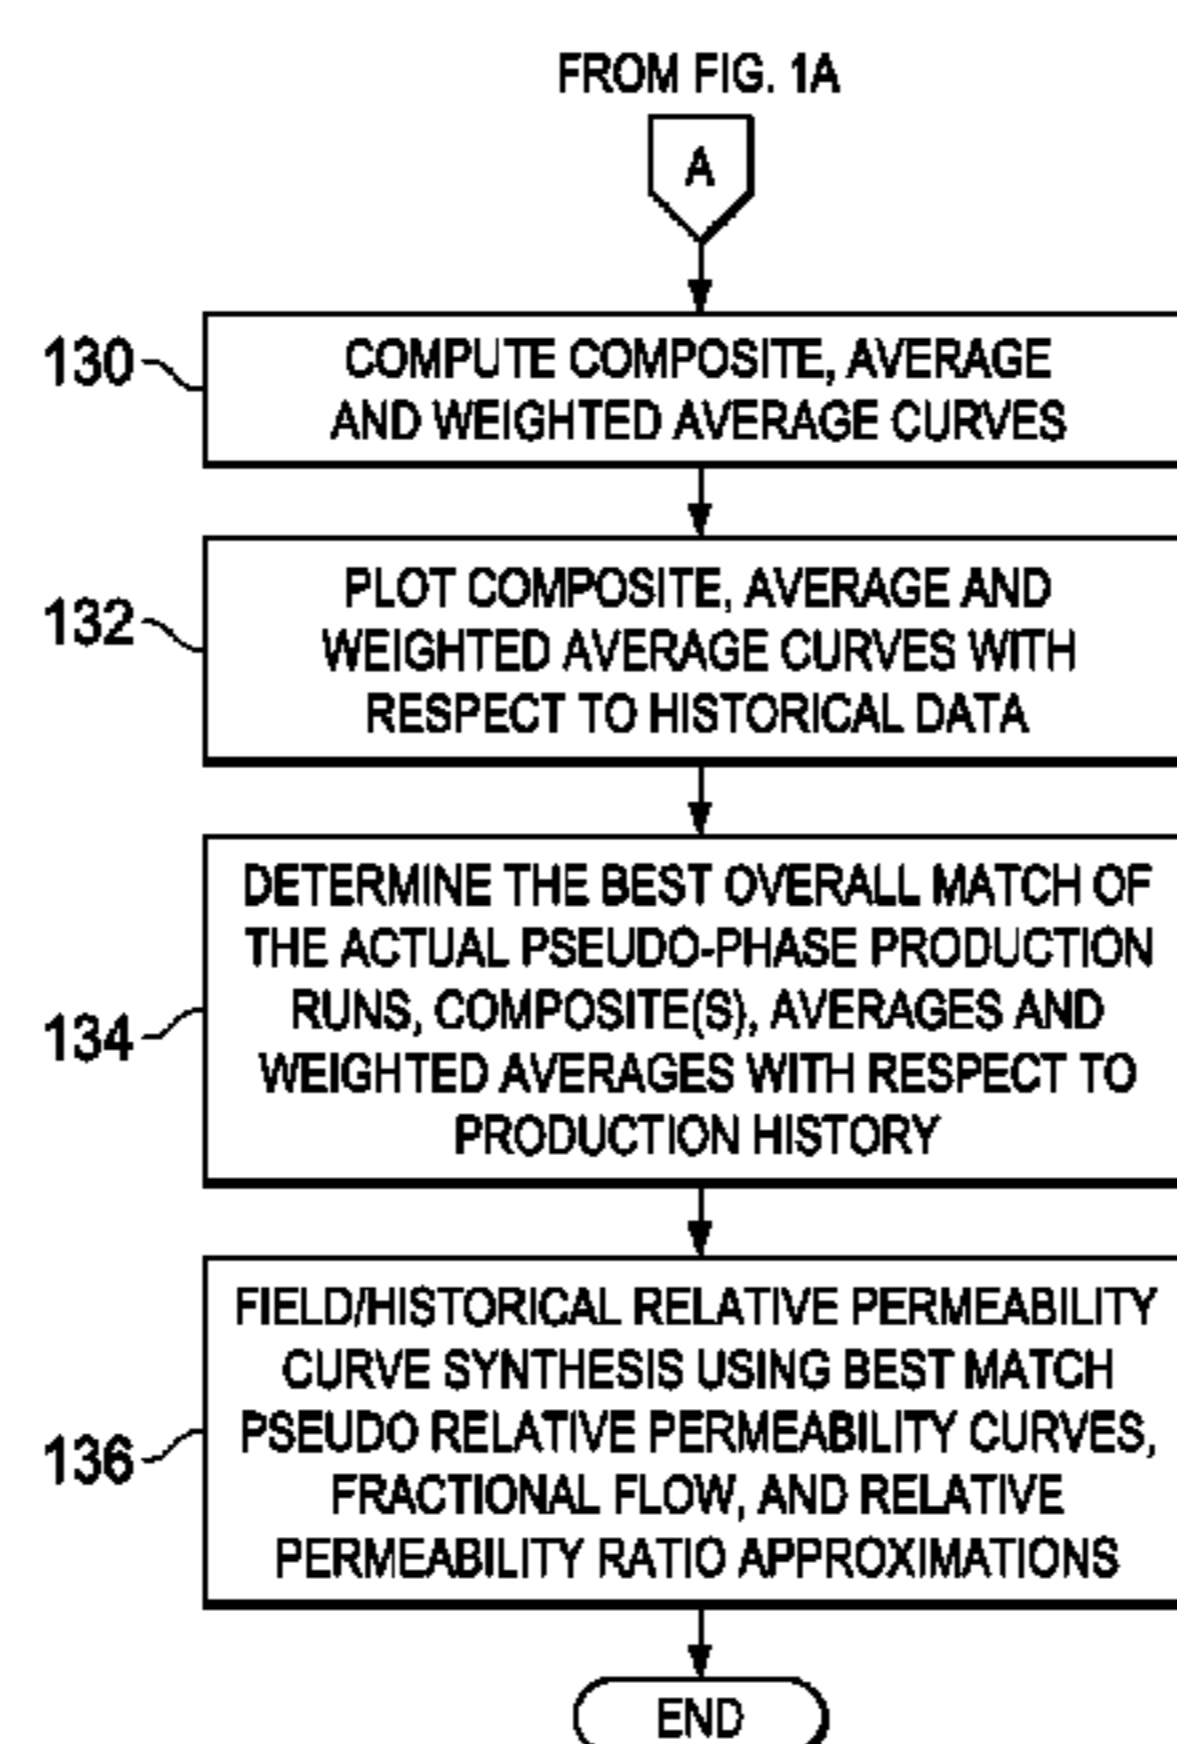 FROM FIG. 1A
A
130
COMPUTE COMPOSITE, AVERAGE
AND WEIGHTED AVERAGE CURVES
132
PLOT COMPOSITE, AVERAGE AND
WEIGHTED AVERAGE CURVES WITH
RESPECT TO HISTORICAL DATA
134
DETERMINE THE BEST OVERALL MATCH OF
THE ACTUAL PSEUDO-PHASE PRODUCTION
RUNS, COMPOSITE(S), AVERAGES AND
WEIGHTED AVERAGES WITH RESPECT TO
PRODUCTION HISTORY
136
FIELD/HISTORICAL RELATIVE PERMEABILITY
CURVE SYNTHESIS USING BEST MATCH
PSEUDO RELATIVE PERMEABILITY CURVES,
FRACTIONAL FLOW, AND RELATIVE
PERMEABILITY RATIO APPROXIMATIONS
END